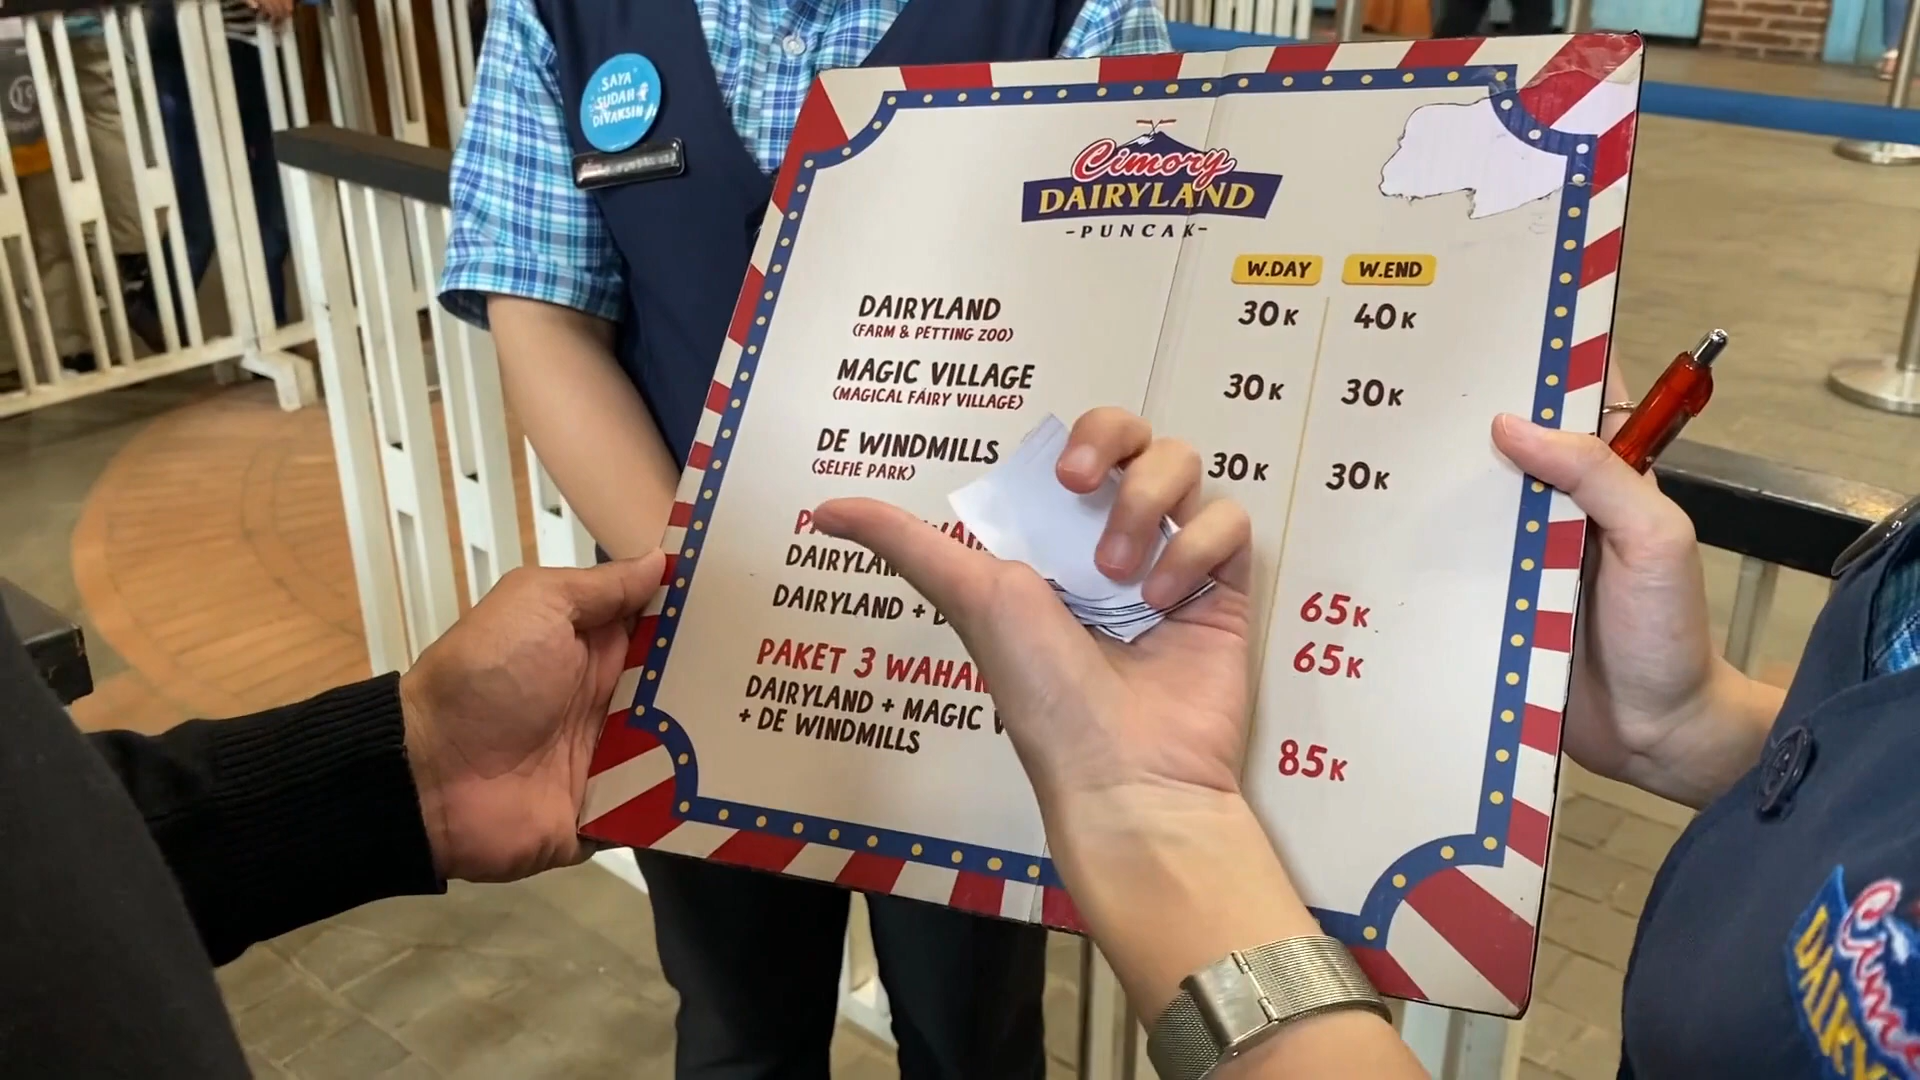 SAYA
SUDAH
DIVAKSIN
Cimory
DAIRYLAND
-PUNCAK-
W.DAY W.END
DAIRYLAND 30K 40K
(FARM & PETTING ZOO)
MAGIC VILLAGE 30K 30K
(MAGICAL FAIRY VILLAGE)
DE WINDMILLS 30K 30K
(SELFIE PARK)
DAIRYLAND + 65K
65K
PAKET 3
DAIRYLAND + MAGIC
+ DE WINDMILLS 85K